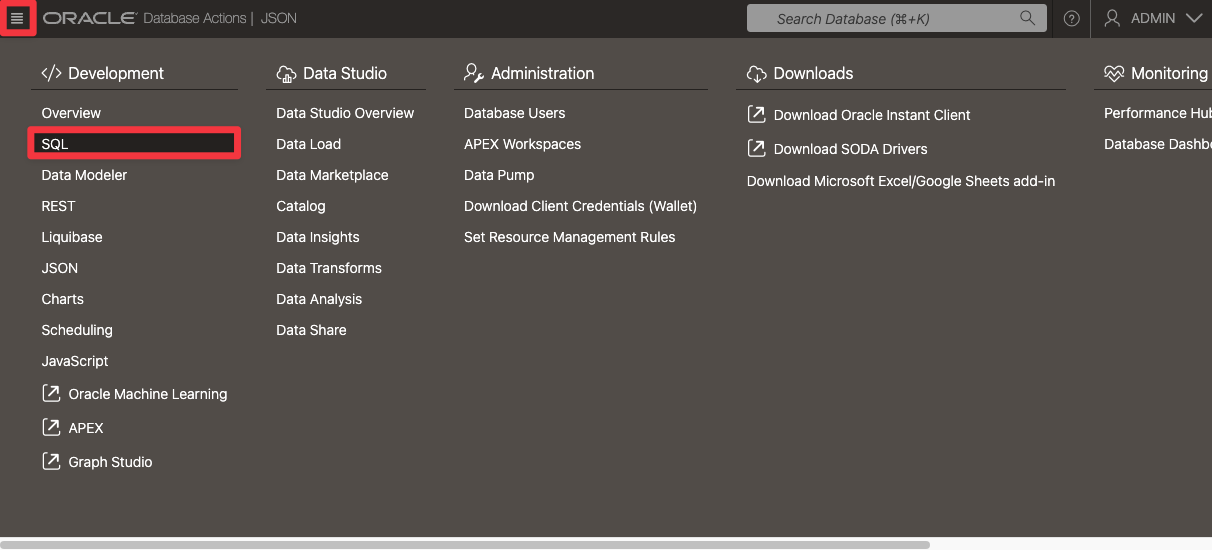 ORACLE Database Actions | JSON
Search Database (⌘+K)
ADMIN
</> Development
Overview
SQL
Data Modeler
REST
Liquibase
JSON
Charts
Scheduling
JavaScript
Oracle Machine Learning
APEX
Graph Studio
Data Studio
Data Studio Overview
Data Load
Data Marketplace
Catalog
Data Insights
Data Transforms
Data Analysis
Data Share
Administration
Database Users
APEX Workspaces
Data Pump
Download Client Credentials (Wallet)
Set Resource Management Rules
Downloads
Download Oracle Instant Client
Download SODA Drivers
Download Microsoft Excel/Google Sheets add-in
Monitoring
Performance Hu
Database Dashb